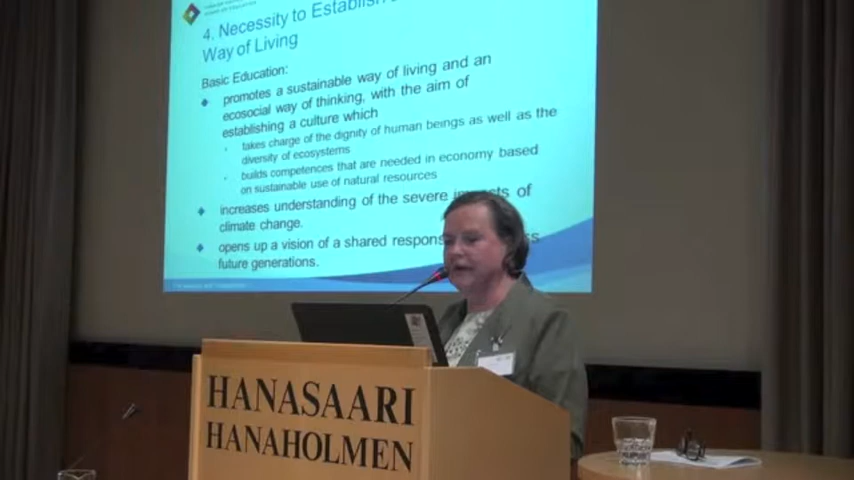 4. Necessity to Establish
Way of Living
Basic Education:
promotes a sustainable way of living and an
ecosocial way of thinking, with the aim of
establishing a culture which
takes charge of the dignity of human beings as well as the
diversity of ecosystems
builds competences that are needed in economy based
on sustainable use of natural resources
increases understanding of the severe of
climate change.
opens up a vision of a shared
future generations.
HANASAARI
HANAHOLMEN